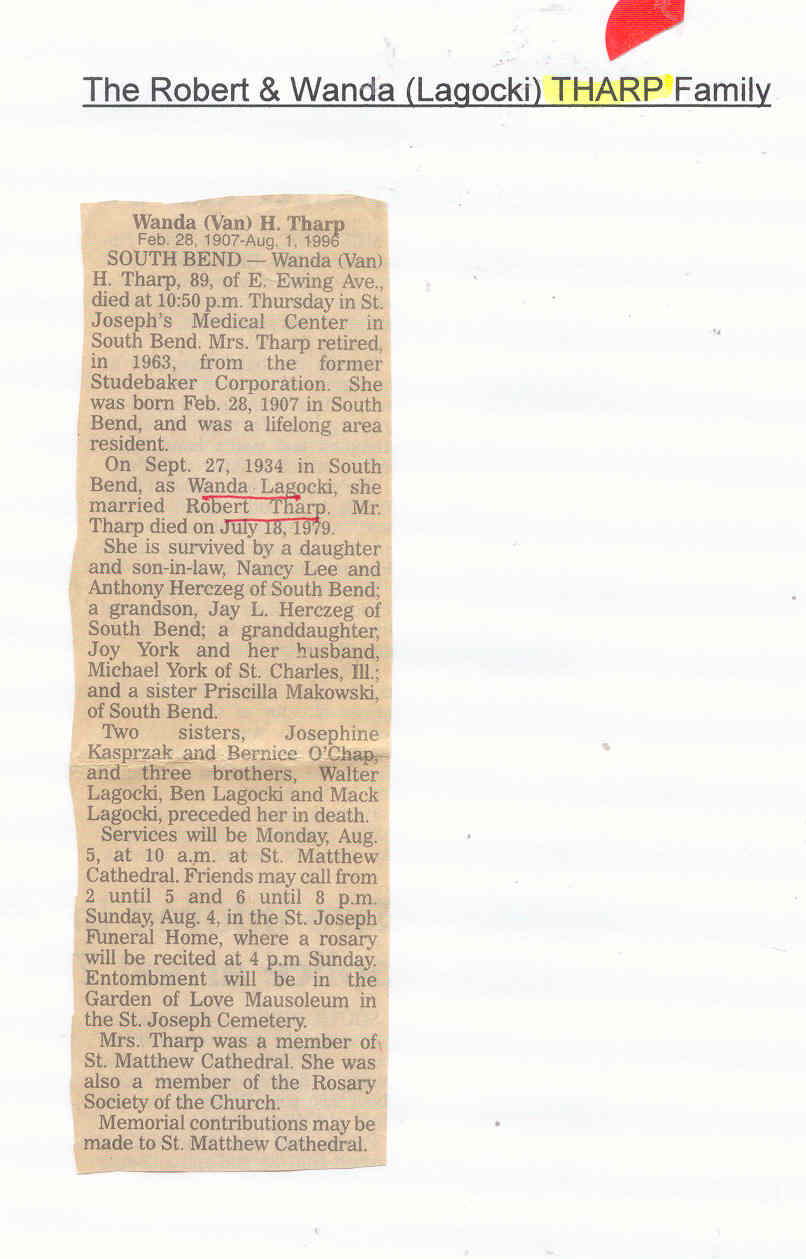 The Robert & Wanda (Lagocki) THARP Family
Wanda (Van) H. Tharp
Feb. 28, 1907-Aug. 1, 1996
SOUTH BEND — Wanda (Van)
H. Tharp, 89, of E. Ewing Ave.,
died at 10:50 p.m. Thursday in St.
Joseph's Medical Center in
South Bend. Mrs. Tharp retired,
in 1963, from the former
Studebaker Corporation. She
was born Feb. 28, 1907 in South
Bend, and was a lifelong area
resident.
On Sept. 27, 1934 in South
Bend, as Wanda Lagocki, she
married Robert Tharp. Mr.
Tharp died on July 18, 1979.
She is survived by a daughter
and son-in-law, Nancy Lee and
Anthony Herczeg of South Bend;
a grandson, Jay L. Herczeg of
South Bend; a granddaughter,
Joy York and her husband,
Michael York of St. Charles, Ill.;
and a sister Priscilla Makowski,
of South Bend.
Two sisters, Josephine
Kasprzak and Bernice O'Chap,
and three brothers, Walter
Lagocki, Ben Lagocki and Mack
Lagocki, preceded her in death.
Services will be Monday, Aug.
5, at 10 a.m. at St. Matthew
Cathedral. Friends may call from
2 until 5 and 6 until 8 p.m.
Sunday, Aug. 4, in the St. Joseph
Funeral Home, where a rosary
will be recited at 4 p.m Sunday.
Entombment will be in the
Garden of Love Mausoleum in
the St. Joseph Cemetery.
Mrs. Tharp was a member of
St. Matthew Cathedral. She was
also a member of the Rosary
Society of the Church.
Memorial contributions may be
made to St. Matthew Cathedral.